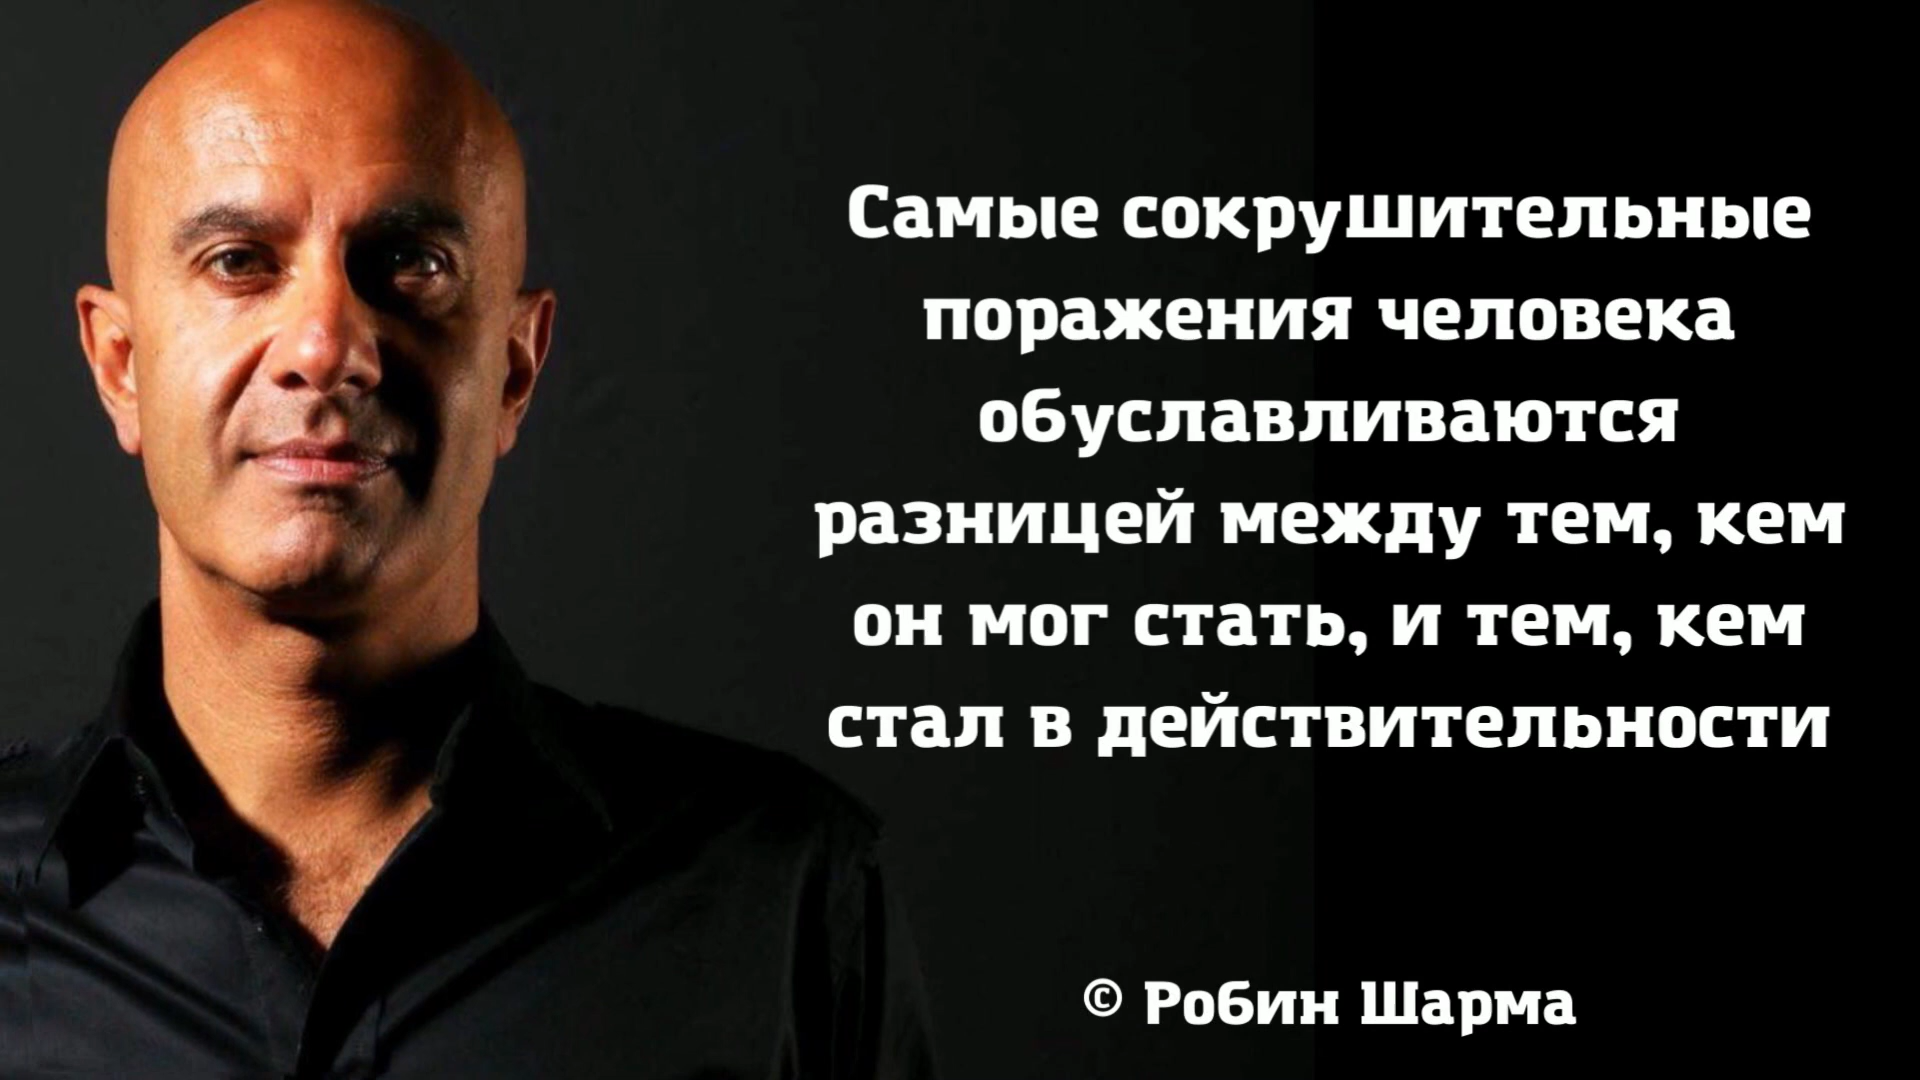 Самые сокрушительные
поражения человека
обуславливаются
разницей между тем, кем
он мог стать, и тем, кем
стал в действительности
© Робин Шарма